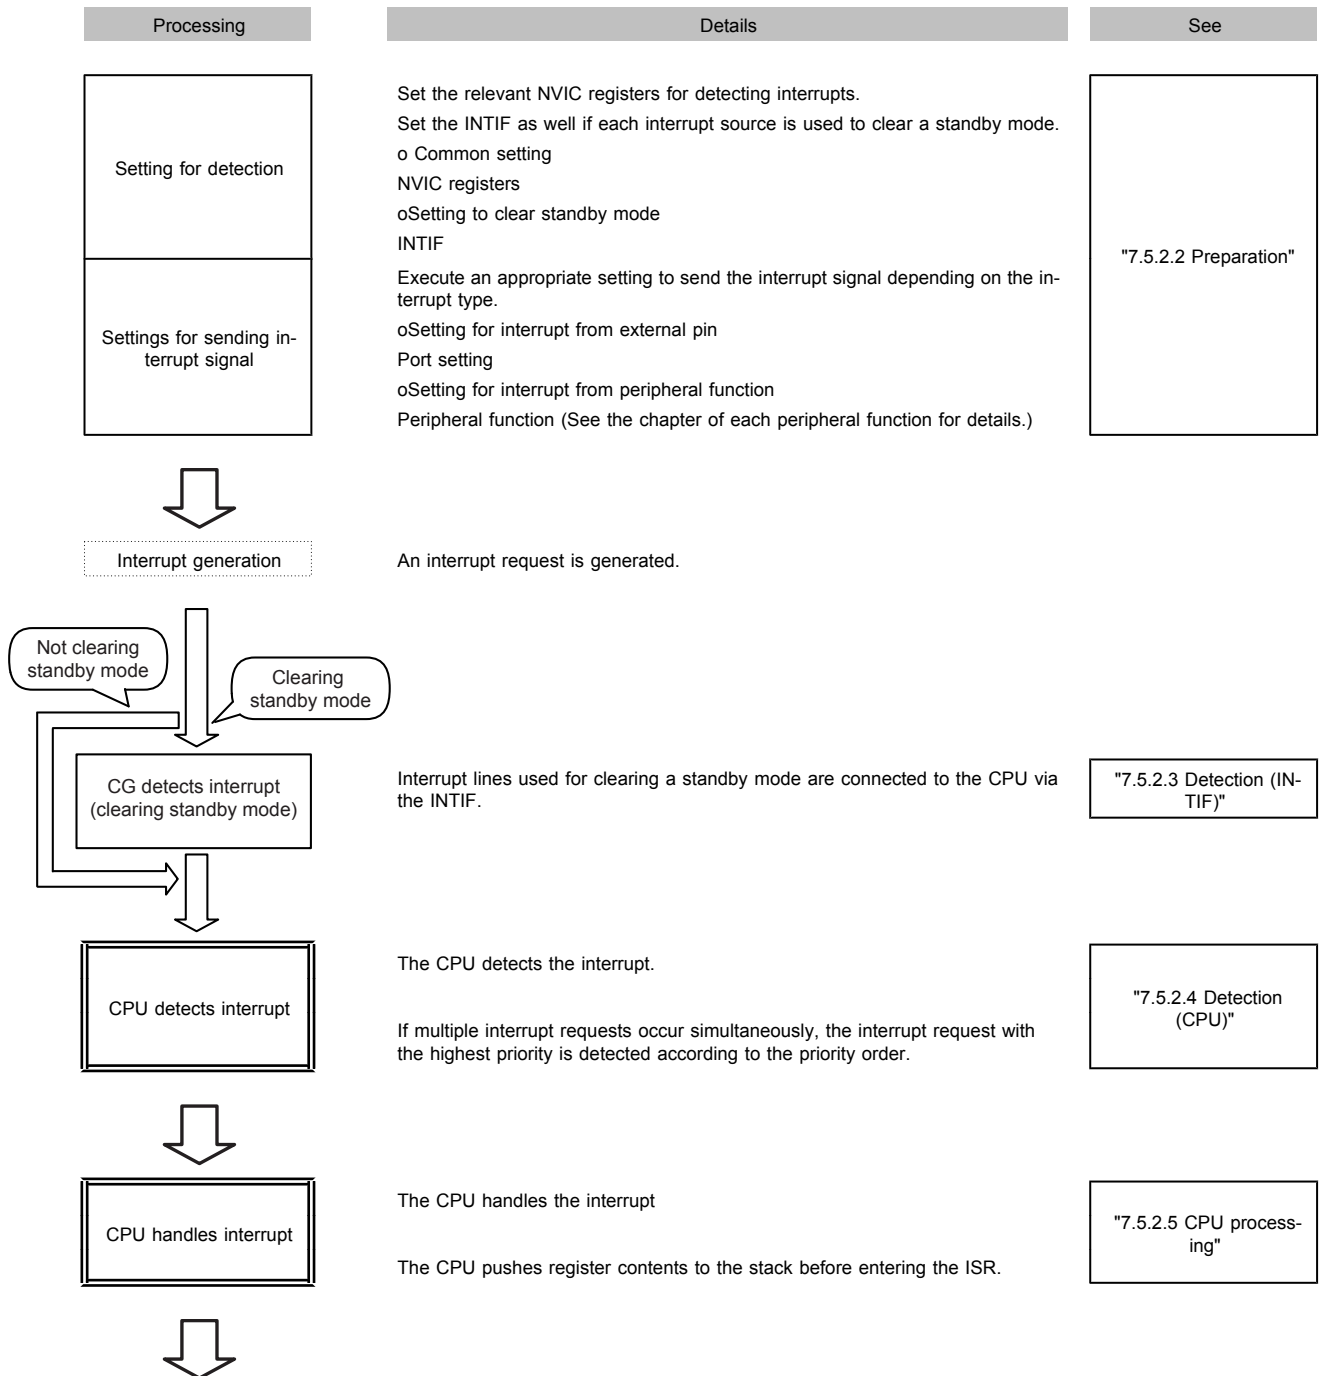 Processing
Details
See
Setting for detection
Set the relevant NVIC registers for detecting interrupts.
Set the INTIF as well if each interrupt source is used to clear a standby mode.
o Common setting
NVIC registers
oSetting to clear standby mode
INTIF
"7.5.2.2 Preparation"
Settings for sending in-
terrupt signal
Execute an appropriate setting to send the interrupt signal depending on the in-
terrupt type.
oSetting for interrupt from external pin
Port setting
oSetting for interrupt from peripheral function
Peripheral function (See the chapter of each peripheral function for details.)
Interrupt generation
An interrupt request is generated.
Not clearing
standby mode
Clearing
standby mode
CG detects interrupt
(clearing standby mode)
Interrupt lines used for clearing a standby mode are connected to the CPU via
the INTIF.
"7.5.2.3 Detection (IN-
TIF)"
CPU detects interrupt
The CPU detects the interrupt.
If multiple interrupt requests occur simultaneously, the interrupt request with
the highest priority is detected according to the priority order.
"7.5.2.4 Detection
(CPU)"
CPU handles interrupt
The CPU handles the interrupt
The CPU pushes register contents to the stack before entering the ISR.
"7.5.2.5 CPU process-
ing"